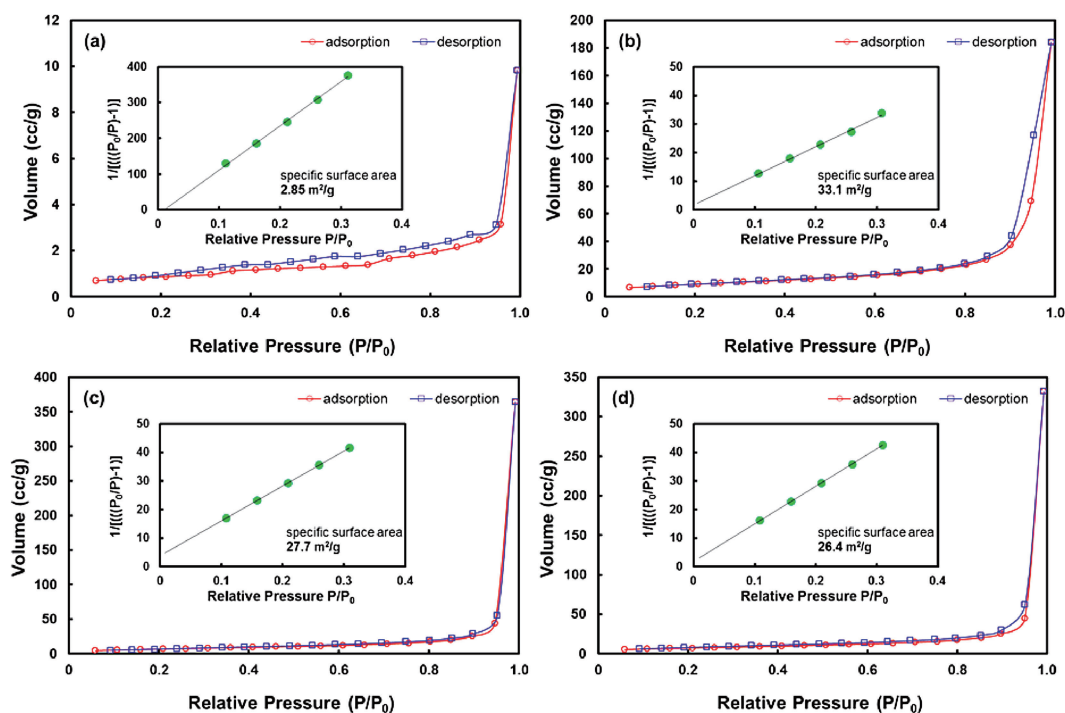 (a)
adsorption desorption
Volume (cc/g)
12
10
8
6
4
2
0
0 0.2 0.4 0.6 0.8 1.0
Relative Pressure (P/P0)
1/[(((P0/P)-1)]
400
300
200
100
0
0 0.1 0.2 0.3 0.4
Relative Pressure P/P0
specific surface area
2.85 m²/g
(b)
adsorption desorption
Volume (cc/g)
200
180
160
140
120
100
80
60
40
20
0
0.0 0.2 0.4 0.6 0.8 1.0
Relative Pressure (P/P0)
1/[(((P0/P)-1)]
50
40
30
20
10
0
0 0.1 0.2 0.3 0.4
Relative Pressure P/P0
specific surface area
33.1 m²/g
(c)
adsorption desorption
Volume (cc/g)
400
350
300
250
200
150
100
50
0
0 0.2 0.4 0.6 0.8 1.0
Relative Pressure (P/P0)
1/[(((P0/P)-1)]
50
40
30
20
10
0
0 0.1 0.2 0.3 0.4
Relative Pressure P/P0
specific surface area
27.7 m²/g
(d)
adsorption desorption
Volume (cc/g)
350
300
250
200
150
100
50
0
0.0 0.2 0.4 0.6 0.8 1.0
Relative Pressure (P/P0)
1/[(((P0/P)-1)]
50
40
30
20
10
0
0 0.1 0.2 0.3 0.4
Relative Pressure P/P0
specific surface area
26.4 m²/g